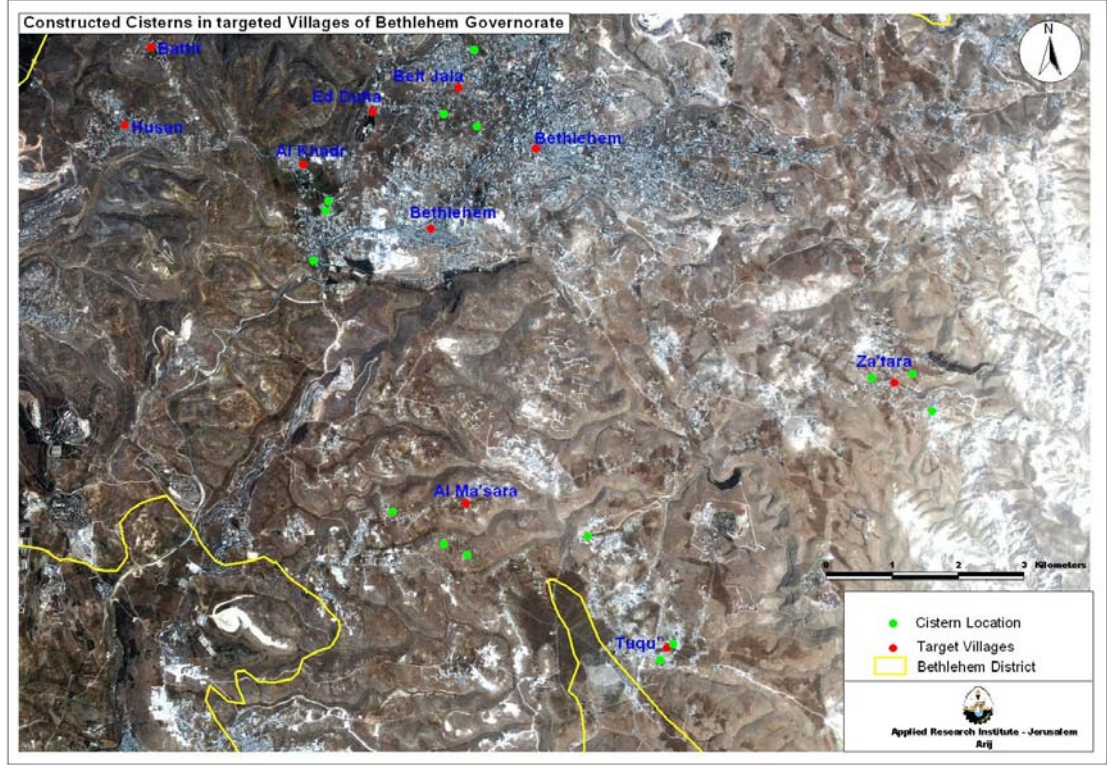 Constructed Cisterns in targeted Villages of Bethlehem Governorate
N
Battir
Beit Jala
Ed Duha
Husan
Bethlehem
Al Khadr
Bethlehem
Za'tara
Al Ma'sara
0 1 2 3 Kilometers
Tuqu'
Cistern Location
Target Villages
Bethlehem District
Applied Research Institute - Jerusalem
Arij